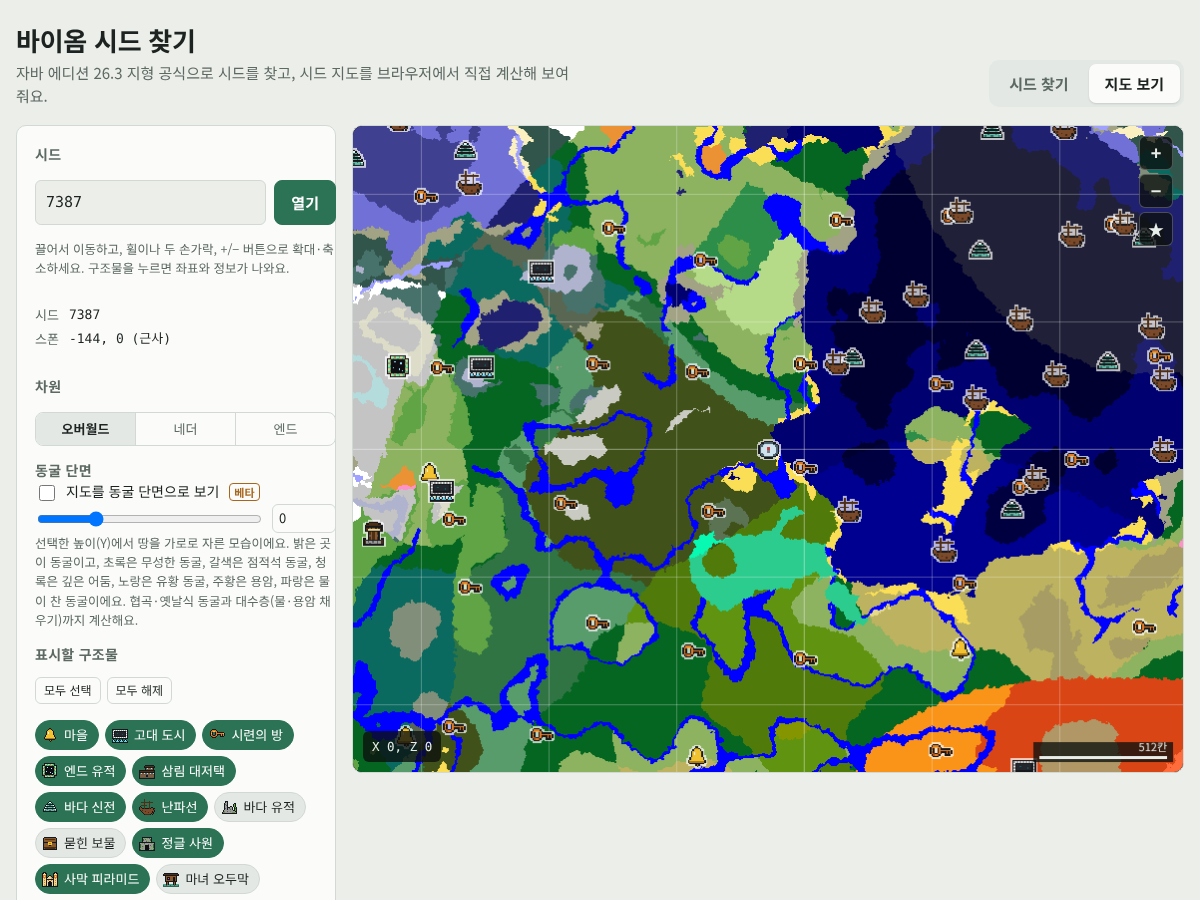 바이옴 시드 찾기
자바 에디션 26.3 지형 공식으로 시드를 찾고, 시드 지도를 브라우저에서 직접 계산해 보여
줘요.
시드 찾기
지도 보기
시드
7387
열기
끌어서 이동하고, 휠이나 두 손가락, +/− 버튼으로 확대·축
소하세요. 구조물을 누르면 좌표와 정보가 나와요.
시드 7387
스폰 -144, 0 (근사)
차원
오버월드
네더
엔드
동굴 단면
지도를 동굴 단면으로 보기 베타
0
선택한 높이(Y)에서 땅을 가로로 자른 모습이에요. 밝은 곳
이 동굴이고, 초록은 무성한 동굴, 갈색은 점적석 동굴, 청
록은 깊은 어둠, 노랑은 유황 동굴, 주황은 용암, 파랑은 물
이 찬 동굴이에요. 협곡·옛날식 동굴과 대수층(물·용암 채
우기)까지 계산해요.
표시할 구조물
모두 선택
모두 해제
마을
고대 도시
시련의 방
엔드 유적
삼림 대저택
바다 신전
난파선
바다 유적
묻힌 보물
정글 사원
사막 피라미드
마녀 오두막
+
−
★
X 0, Z 0
512칸